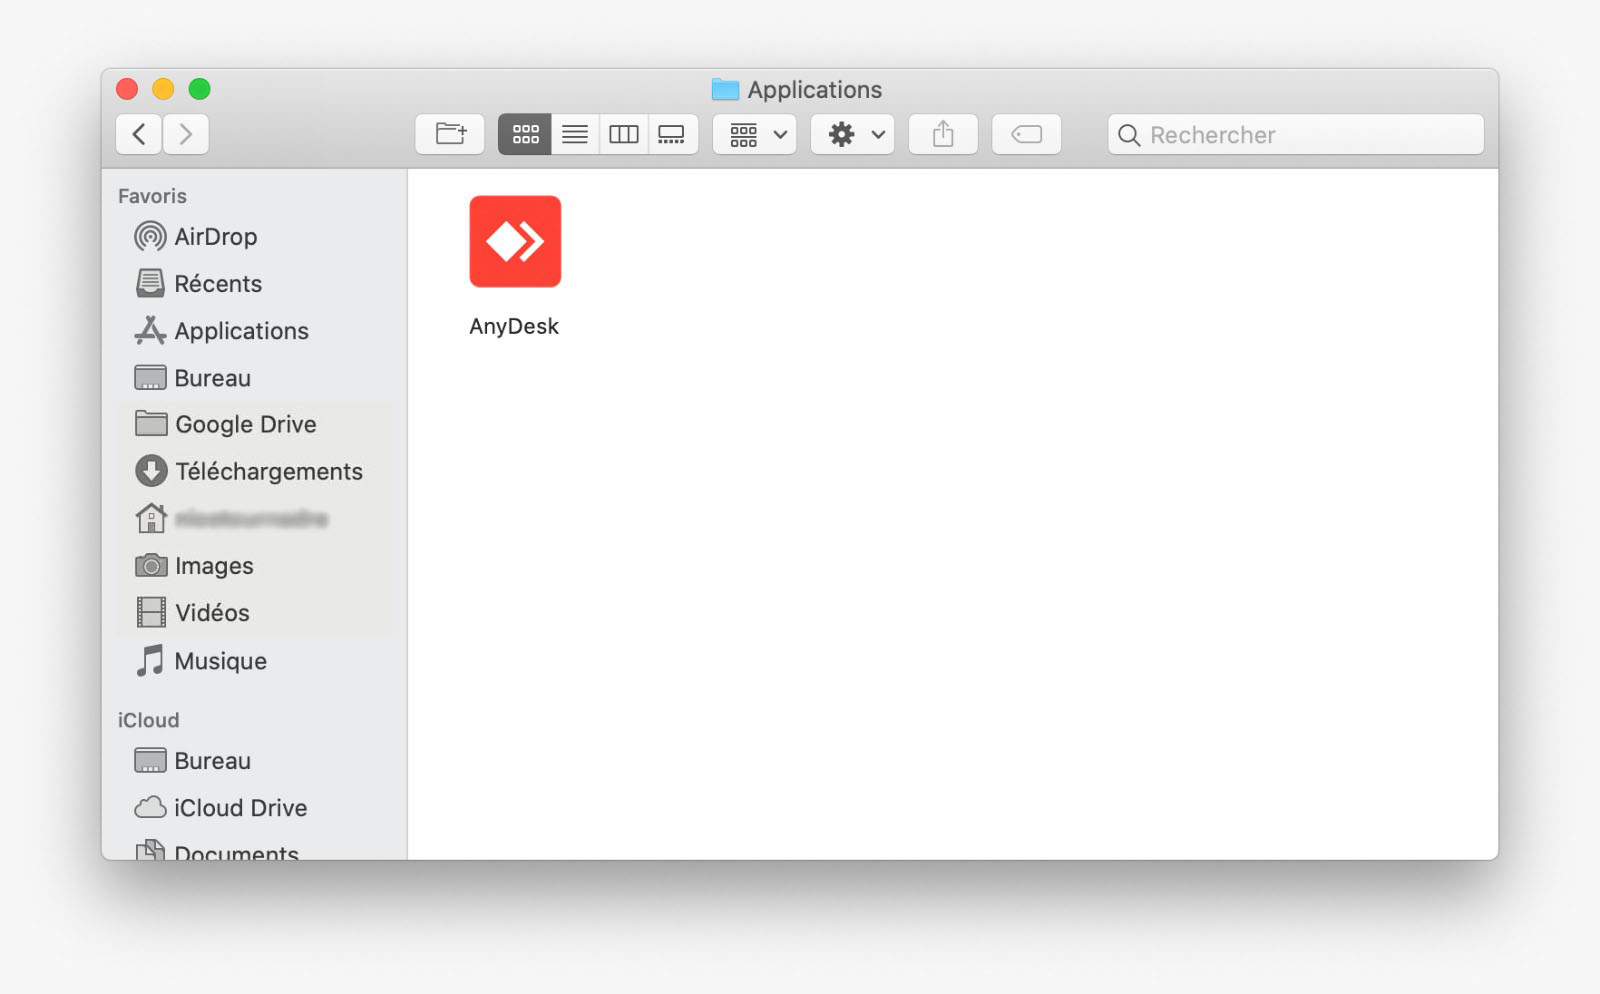 Applications
Rechercher
Favoris
AirDrop
Récents
Applications
Bureau
Google Drive
Téléchargements
Images
Vidéos
Musique
iCloud
Bureau
iCloud Drive
Documents
AnyDesk